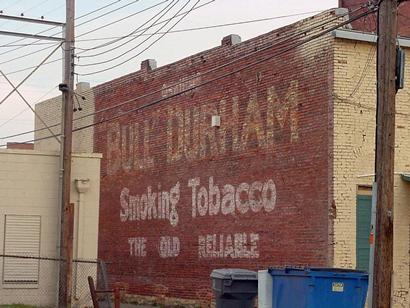 BULL DURHAM
Smoking Tobacco
THE OLD RELIABLE